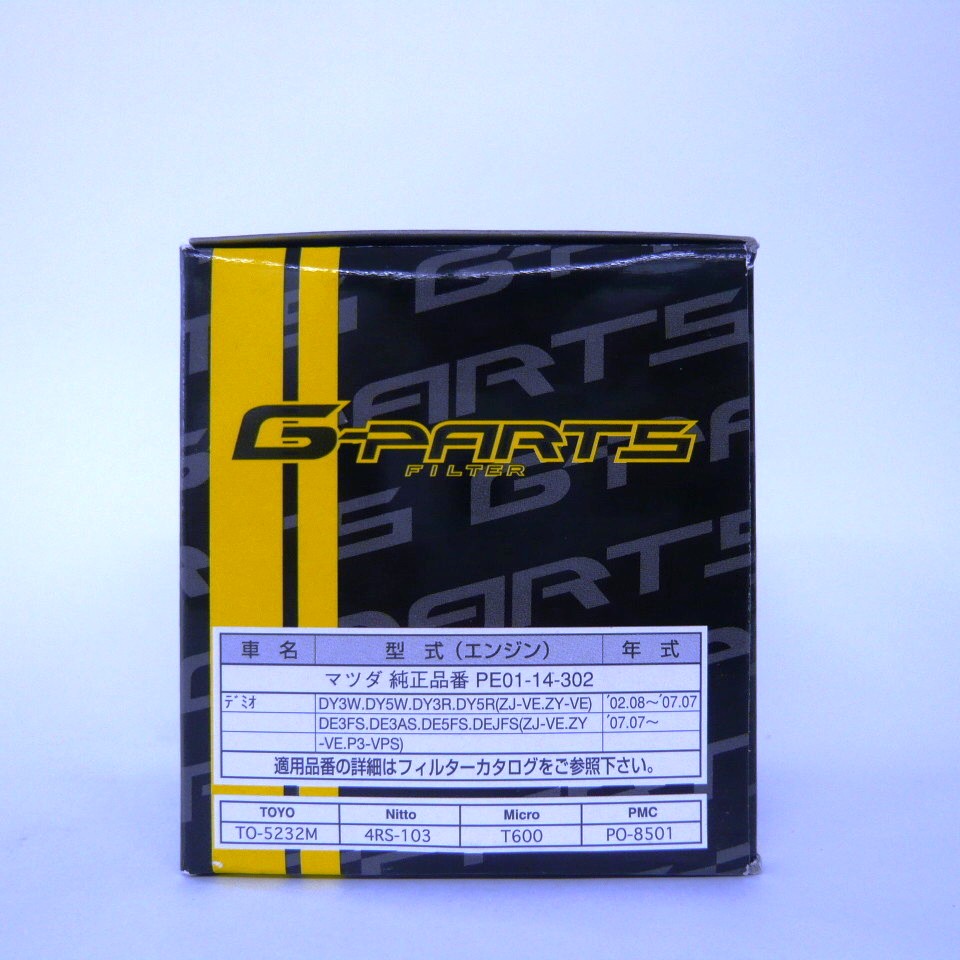 G-PARTS
FILTER
車 名 型 式（エンジン） 年 式
マツダ 純正品番 PE01-14-302
ﾃﾞﾐｵ DY3W.DY5W.DY3R.DY5R(ZJ-VE.ZY-VE) '02.08〜'07.07
DE3FS.DE3AS.DE5FS.DEJFS(ZJ-VE.ZY '07.07〜
-VE.P3-VPS)
適用品番の詳細はフィルターカタログをご参照下さい。
TOYO Nitto Micro PMC
TO-5232M 4RS-103 T600 PO-8501